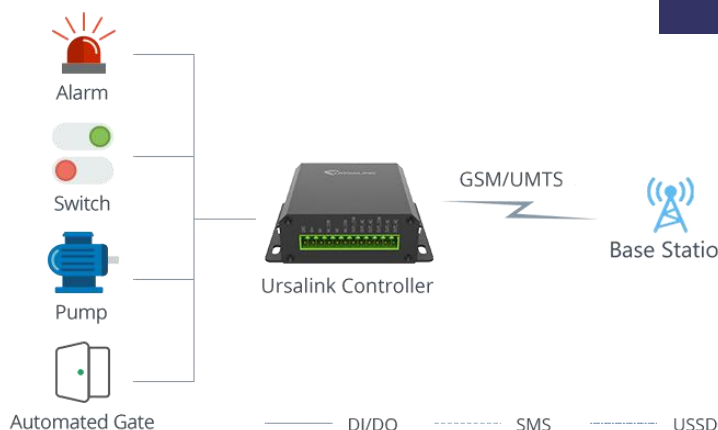 Alarm
Switch
Pump
Automated Gate
Ursalink Controller
GSM/UMTS
Base Statio
DI/DO
SMS
USSD